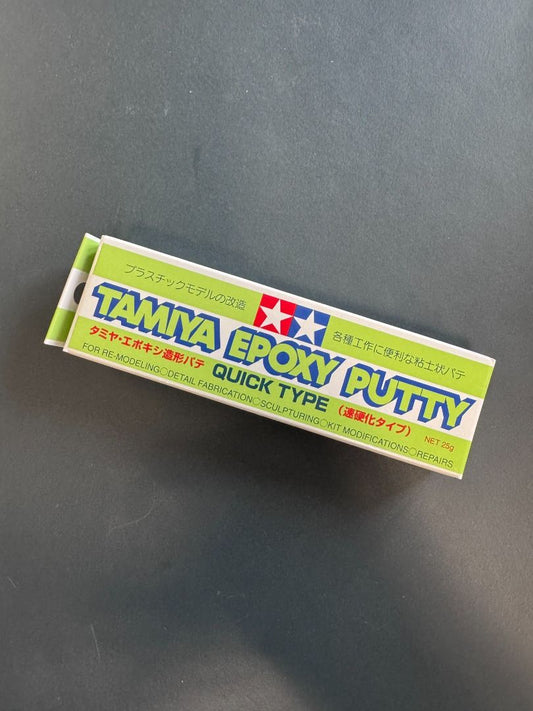 プラスチックモデルの改造 各種工作に便利な粘土状パテ
TAMIYA EPOXY PUTTY
タミヤ・エポキシ造形パテ QUICK TYPE (速硬化タイプ) NET 25g
FOR RE-MODELING○DETAIL FABRICATION○SCULPTURING○KIT MODIFICATIONS○REPAIRS